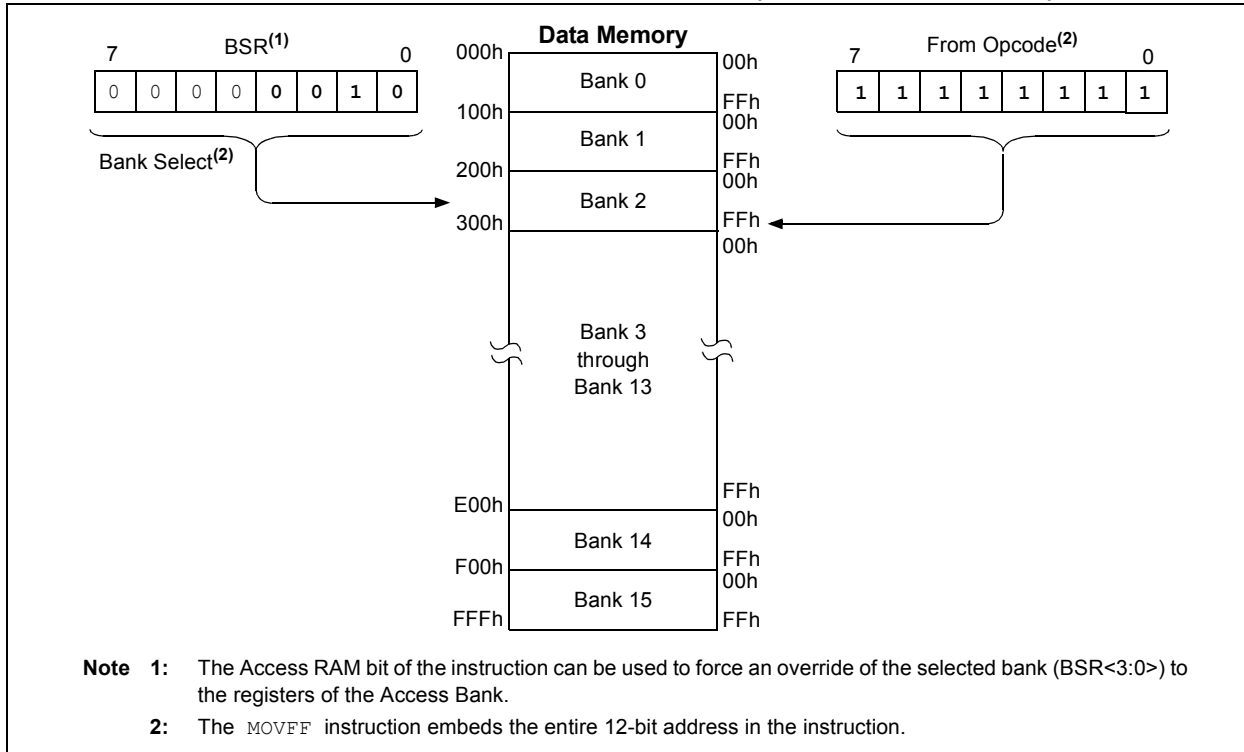 Data Memory
7 BSR(1) 0
0 0 0 0 0 0 1 0
Bank Select(2)
7 From Opcode(2) 0
1 1 1 1 1 1 1 1
000h
Bank 0
00h
FFh
100h
Bank 1
00h
FFh
200h
Bank 2
00h
FFh
300h
00h
Bank 3
through
Bank 13
FFh
E00h
Bank 14
00h
FFh
F00h
Bank 15
00h
FFFh
FFh
Note 1: The Access RAM bit of the instruction can be used to force an override of the selected bank (BSR<3:0>) to
the registers of the Access Bank.
2: The MOVFF instruction embeds the entire 12-bit address in the instruction.